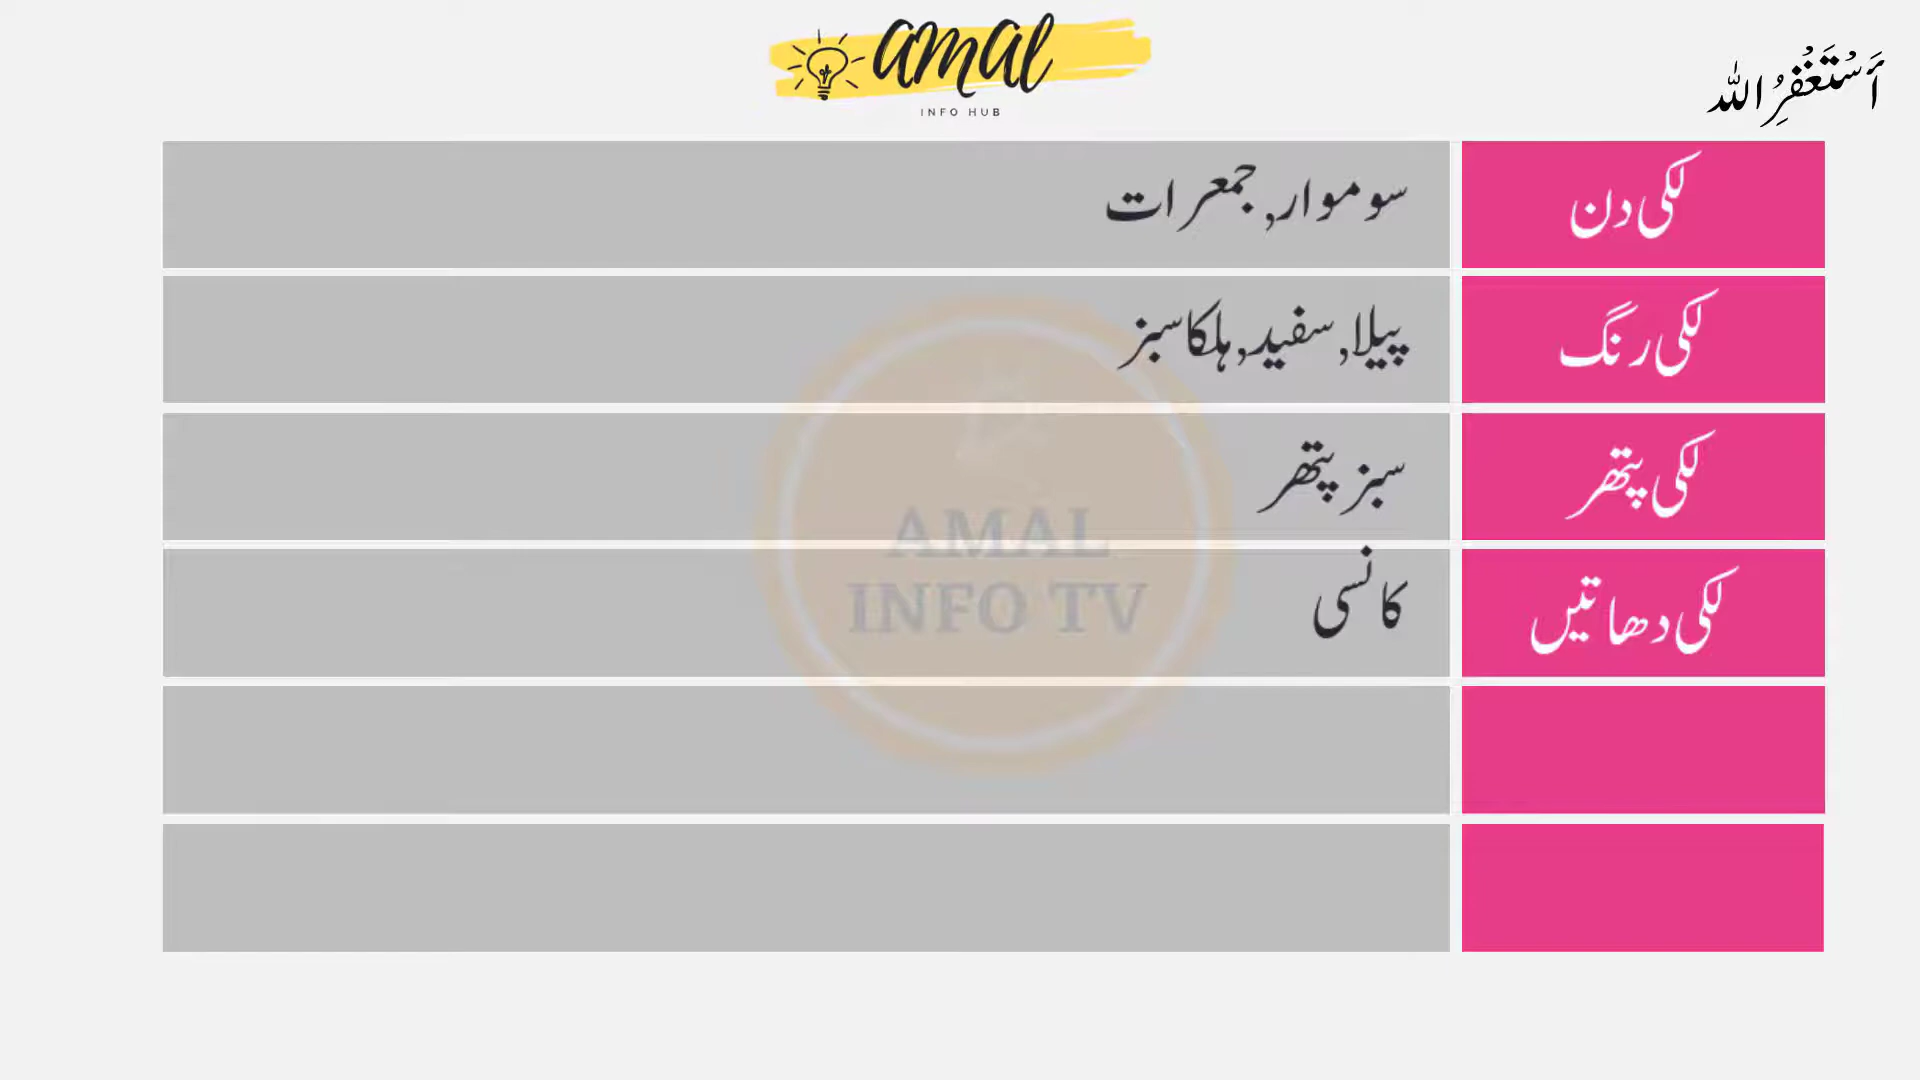 amal
INFO HUB
أَسْتَغْفِرُ الله
لکی دن سوموار, جمعرات
لکی رنگ پیلا, سفید, ہلکا سبز
لکی پتھر سبز پتھر
لکی دھاتیں کانسی
AMAL
INFO TV